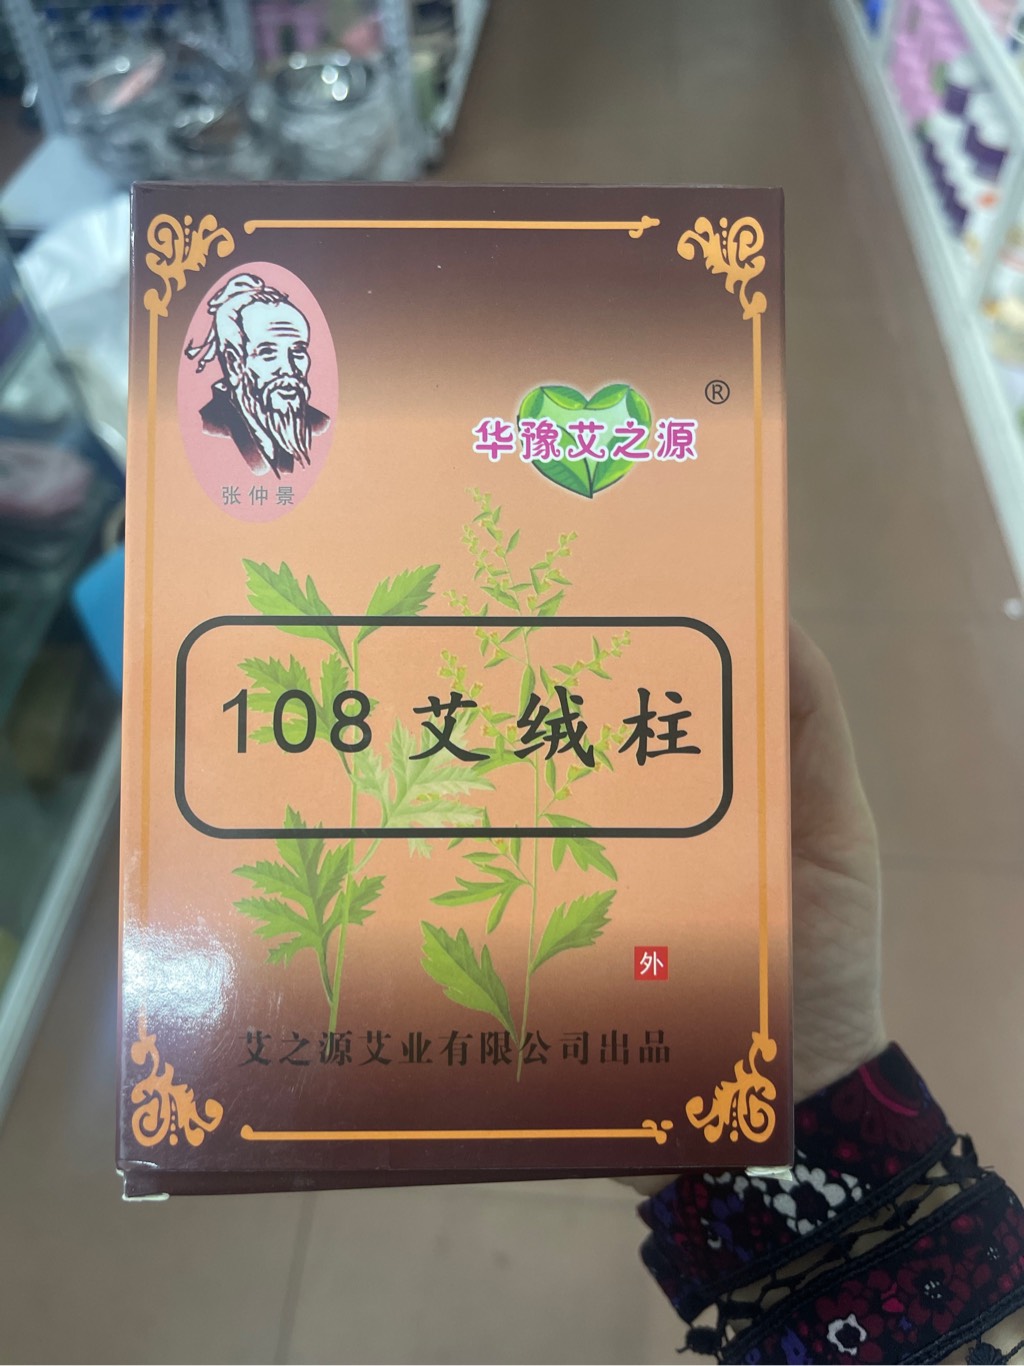 张仲景
华豫艾之源
®
108 艾绒柱
外
艾之源艾业有限公司出品